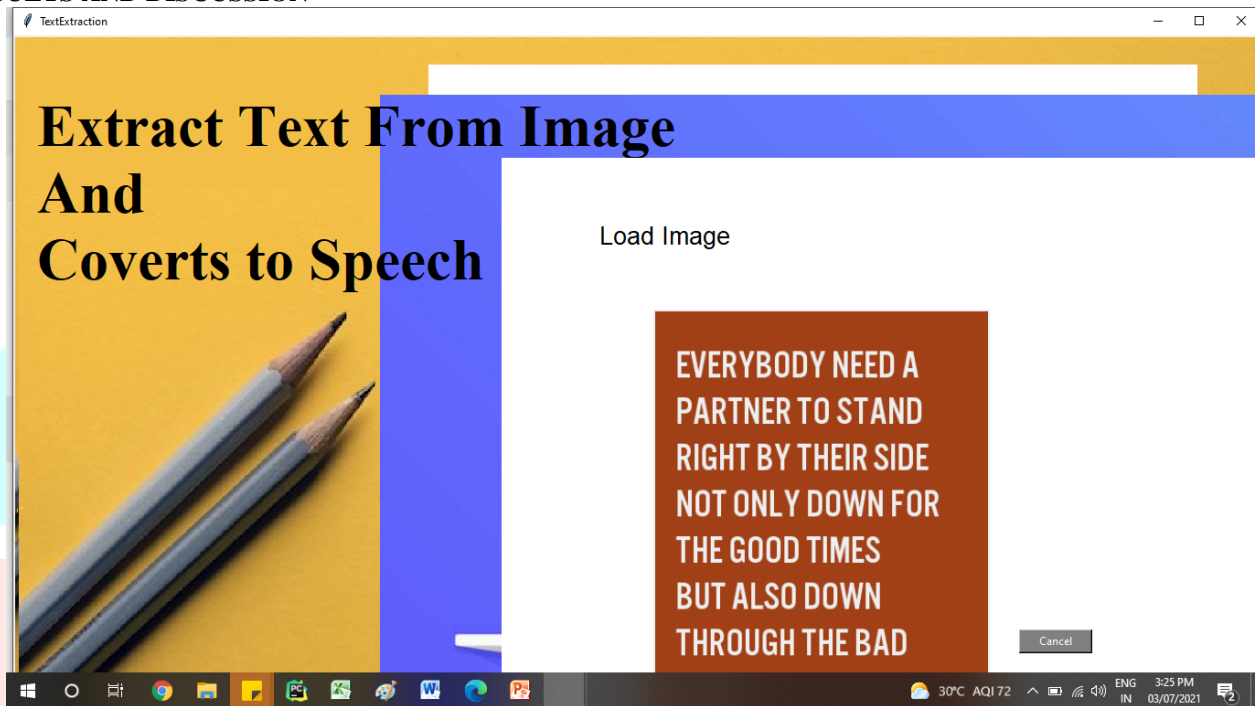 TextExtraction
Extract Text From Image
And
Coverts to Speech
Load Image
EVERYBODY NEED A
PARTNER TO STAND
RIGHT BY THEIR SIDE
NOT ONLY DOWN FOR
THE GOOD TIMES
BUT ALSO DOWN
THROUGH THE BAD
Cancel
30°C AQI 72
ENG
IN
3:25 PM
03/07/2021
2